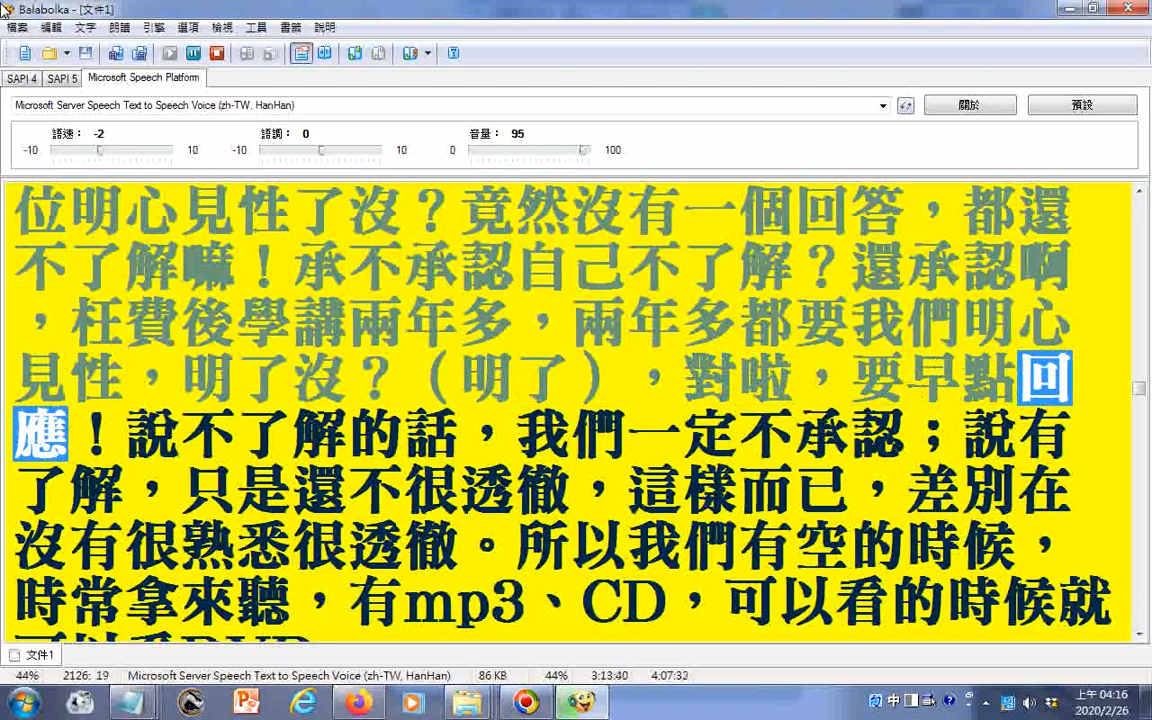 Balabolka - [文件1]
檔案 編輯 文字 朗讀 引擎 選項 檢視 工具 書籤 說明
SAPI 4 SAPI 5 Microsoft Speech Platform
Microsoft Server Speech Text to Speech Voice (zh-TW, HanHan) 關於 預設
語速： -2 語調： 0 音量： 95
-10 10 -10 10 0 100
位明心見性了沒？竟然沒有一個回答，都還
不了解嘛！承不承認自己不了解？還承認啊
，枉費後學講兩年多，兩年多都要我們明心
見性，明了沒？（明了），對啦，要早點回
應！說不了解的話，我們一定不承認；說有
了解，只是還不很透徹，這樣而已，差別在
沒有很熟悉很透徹。所以我們有空的時候，
時常拿來聽，有mp3、CD，可以看的時候就
可以看DVD
文件1
44% 2126: 19 Microsoft Server Speech Text to Speech Voice (zh-TW, HanHan) 86 KB 44% 3:13:40 4:07:32
中
上午 04:16
2020/2/26